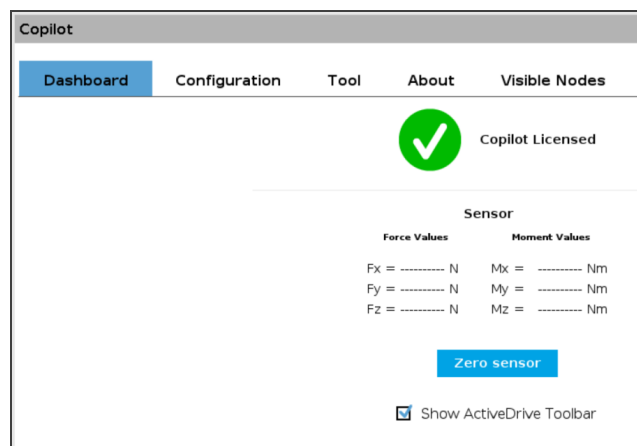 Copilot
Dashboard Configuration Tool About Visible Nodes
Copilot Licensed
Sensor
Force Values Moment Values
Fx = ---------- N Mx = ---------- Nm
Fy = ---------- N My = ---------- Nm
Fz = ---------- N Mz = ---------- Nm
Zero sensor
Show ActiveDrive Toolbar